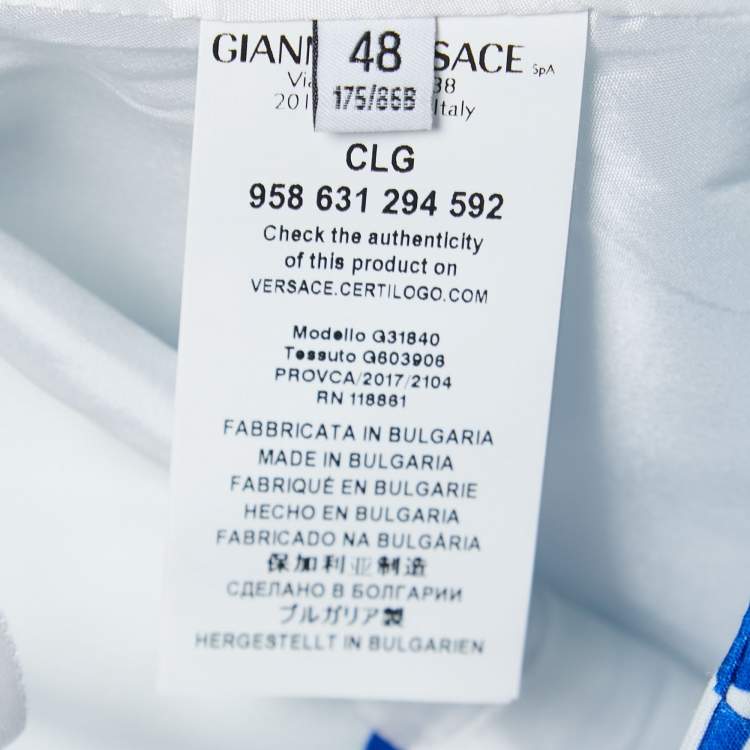 48
175/86B
SpA
Italy
CLG
958 631 294 592
Check the authenticity
of this product on
VERSACE.CERTILOGO.COM
Modello G31840
Tessuto G603906
PROVCA/2017/2104
RN 118861
FABBRICATA IN BULGARIA
MADE IN BULGARIA
FABRIQUÉ EN BULGARIE
HECHO EN BULGARIA
FABRICADO NA BULGÁRIA
保加利亚制造
СДЕЛАНО В БОЛГАРИИ
ブルガリア製
HERGESTELLT IN BULGARIEN